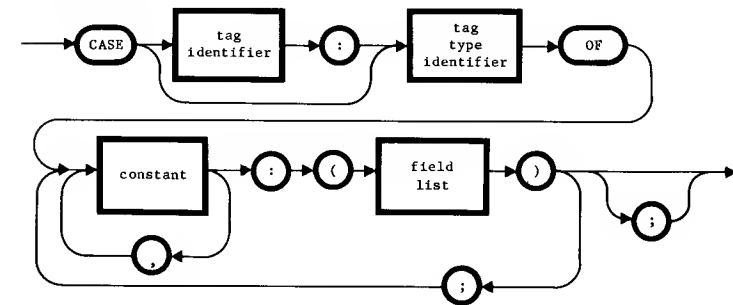 CASE
tag
identifier
:
tag
type
identifier
OF
constant
:
(
field
list
)
;
,
;